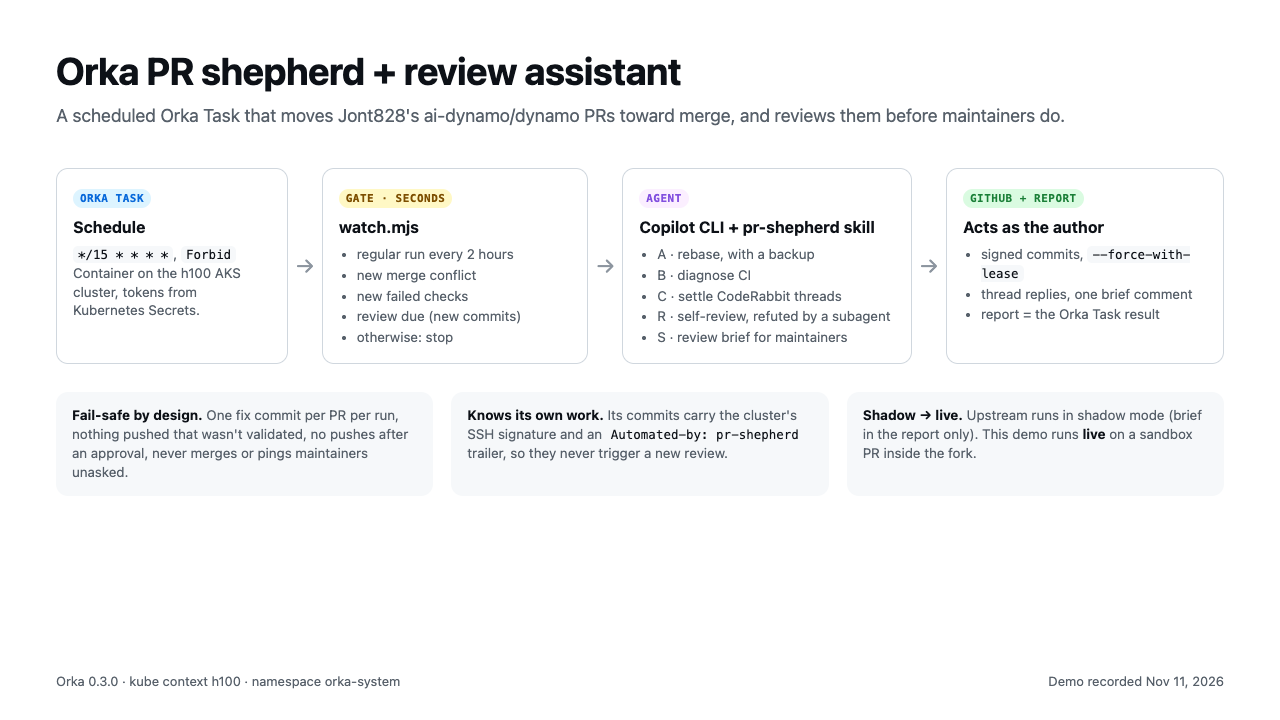 Orka PR shepherd + review assistant
A scheduled Orka Task that moves Jont828's ai-dynamo/dynamo PRs toward merge, and reviews them before maintainers do.
ORKA TASK
Schedule
*/15 * * * *, Forbid
Container on the h100 AKS
cluster, tokens from
Kubernetes Secrets.
→
GATE · SECONDS
watch.mjs
• regular run every 2 hours
• new merge conflict
• new failed checks
• review due (new commits)
• otherwise: stop
→
AGENT
Copilot CLI + pr-shepherd skill
• A · rebase, with a backup
• B · diagnose CI
• C · settle CodeRabbit threads
• R · self-review, refuted by a subagent
• S · review brief for maintainers
→
GITHUB + REPORT
Acts as the author
• signed commits, --force-with-
lease
• thread replies, one brief comment
• report = the Orka Task result
Fail-safe by design. One fix commit per PR per run,
nothing pushed that wasn't validated, no pushes after
an approval, never merges or pings maintainers
unasked.
Knows its own work. Its commits carry the cluster's
SSH signature and an Automated-by: pr-shepherd
trailer, so they never trigger a new review.
Shadow → live. Upstream runs in shadow mode (brief
in the report only). This demo runs live on a sandbox
PR inside the fork.
Orka 0.3.0 · kube context h100 · namespace orka-system
Demo recorded Nov 11, 2026